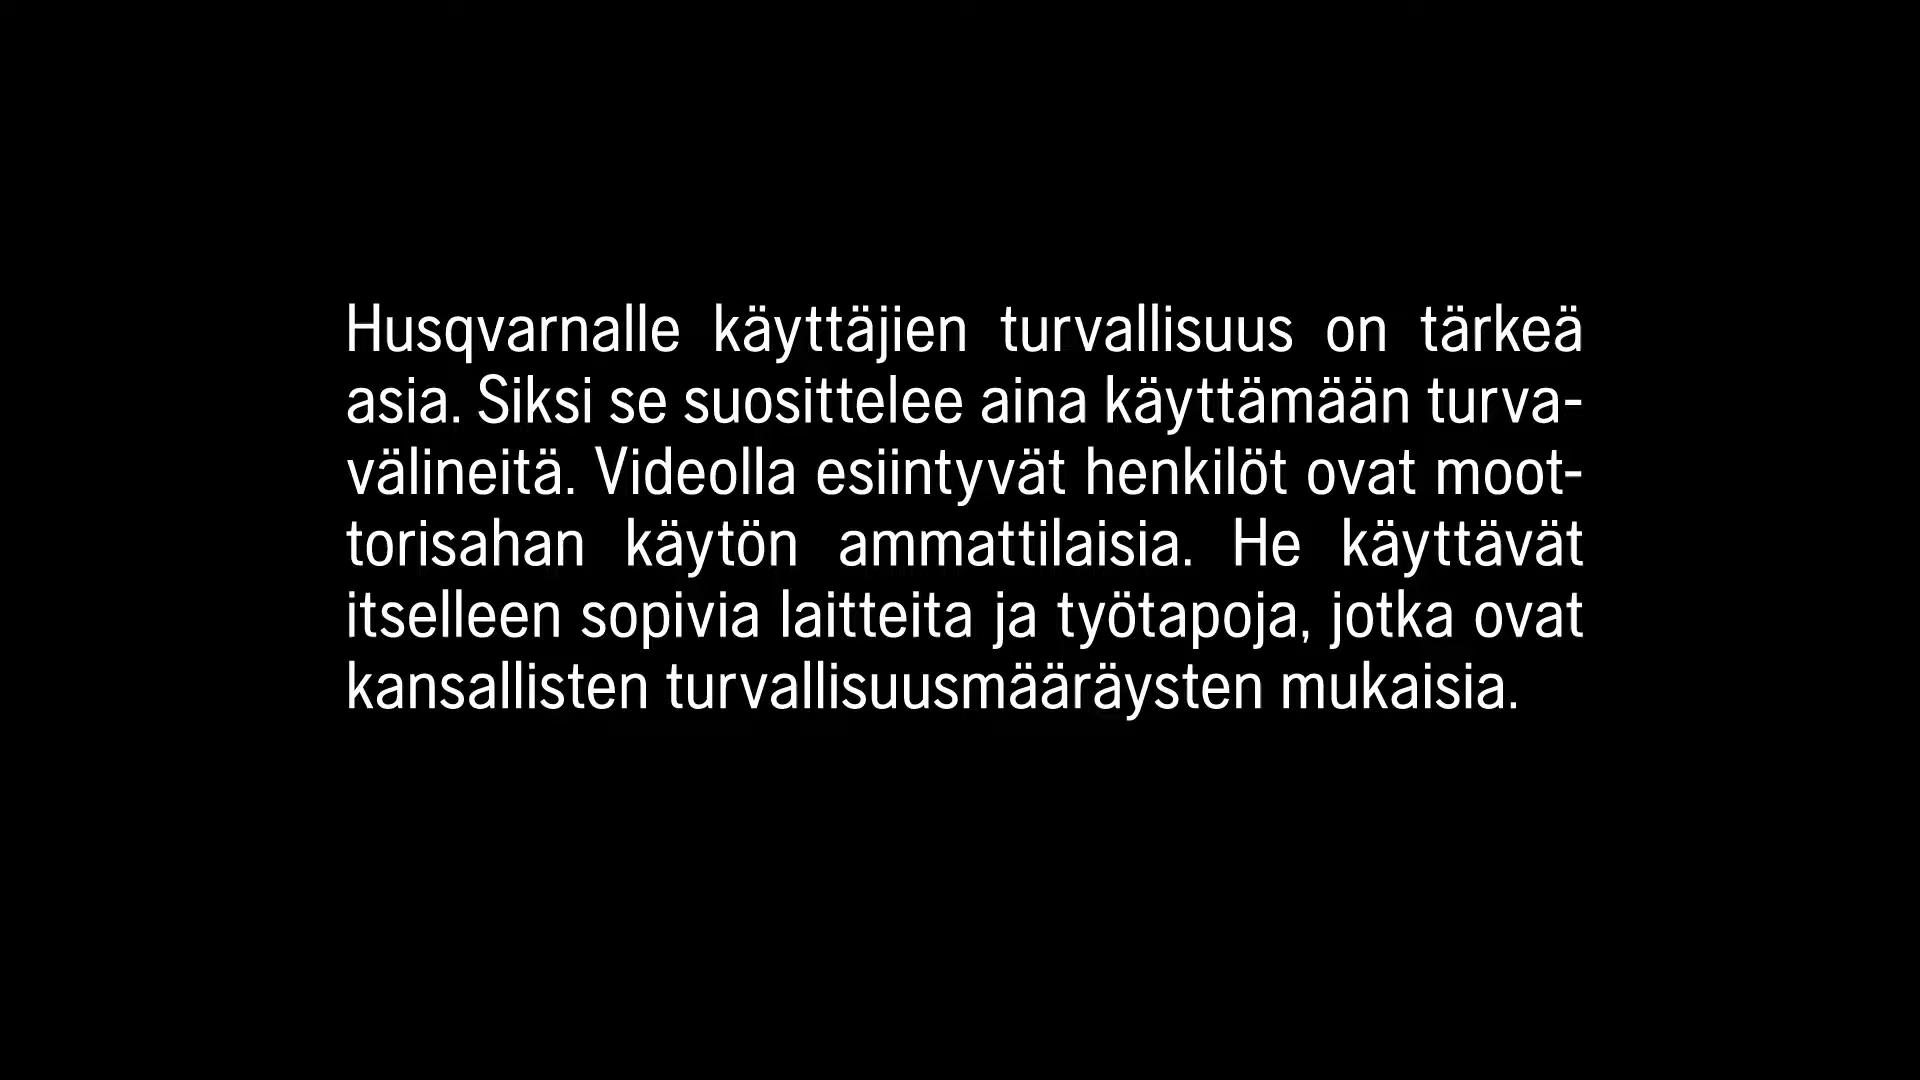 Husqvarnalle käyttäjien turvallisuus on tärkeä
asia. Siksi se suosittelee aina käyttämään turva-
välineitä. Videolla esiintyvät henkilöt ovat moot-
torisahan käytön ammattilaisia. He käyttävät
itselleen sopivia laitteita ja työtapoja, jotka ovat
kansallisten turvallisuusmääräysten mukaisia.